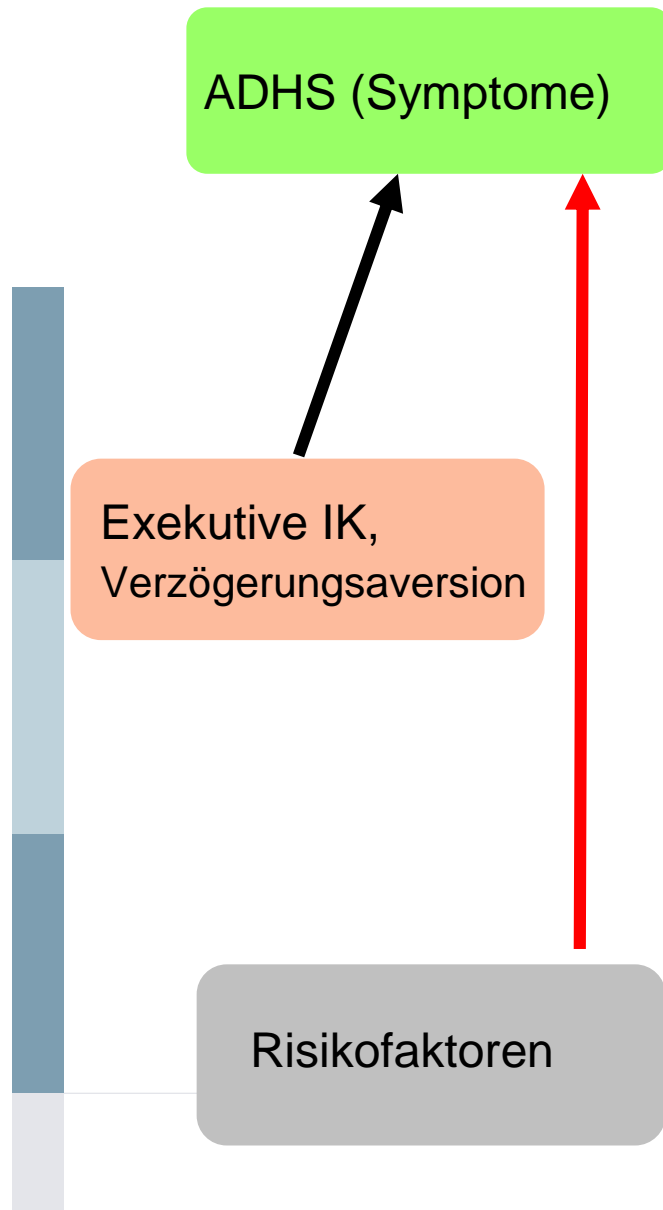 ADHS (Symptome)
Exekutive IK,
Verzögerungsaversion
Risikofaktoren